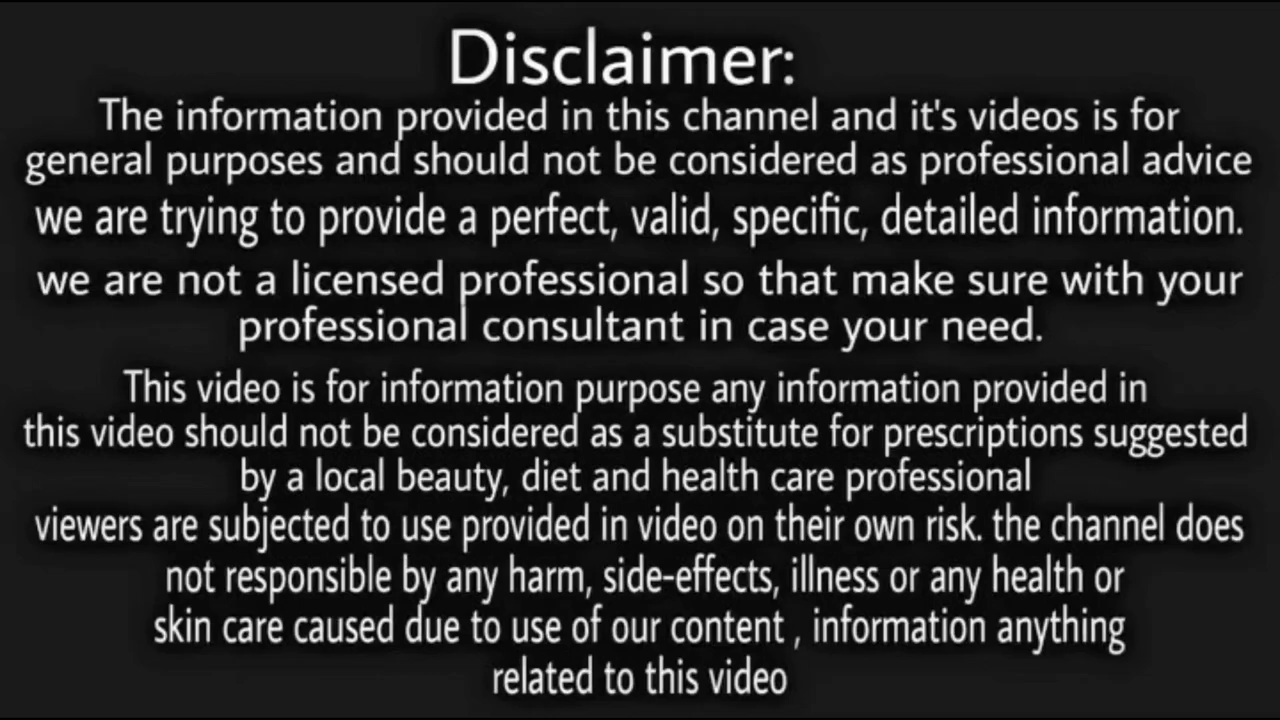 Disclaimer:
The information provided in this channel and it's videos is for
general purposes and should not be considered as professional advice
we are trying to provide a perfect, valid, specific, detailed information.
we are not a licensed professional so that make sure with your
professional consultant in case your need.
This video is for information purpose any information provided in
this video should not be considered as a substitute for prescriptions suggested
by a local beauty, diet and health care professional
viewers are subjected to use provided in video on their own risk. the channel does
not responsible by any harm, side-effects, illness or any health or
skin care caused due to use of our content , information anything
related to this video